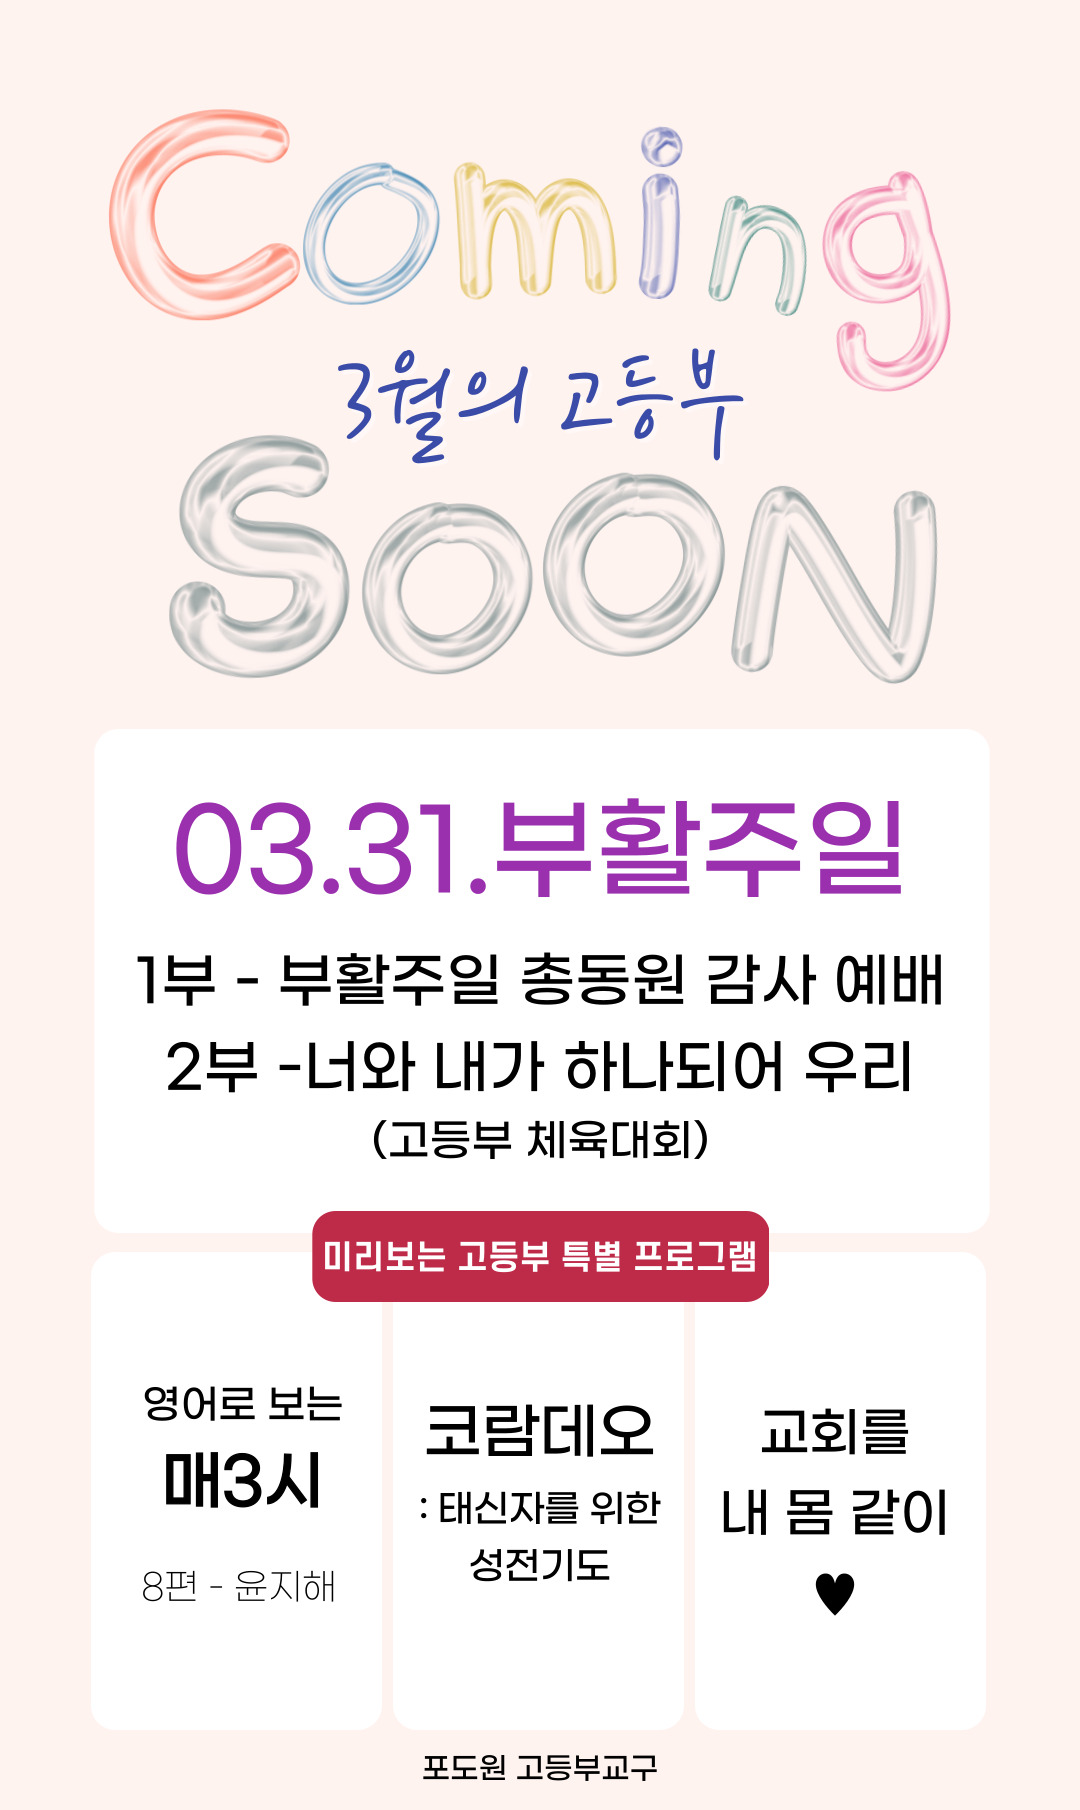 Coming
3월의 고등부
SOON
03.31.부활주일
1부 - 부활주일 총동원 감사 예배
2부 -너와 내가 하나되어 우리
(고등부 체육대회)
미리보는 고등부 특별 프로그램
영어로 보는
매3시
8편 - 윤지해
코람데오
: 태신자를 위한
성전기도
교회를
내 몸 같이
♥
포도원 고등부교구